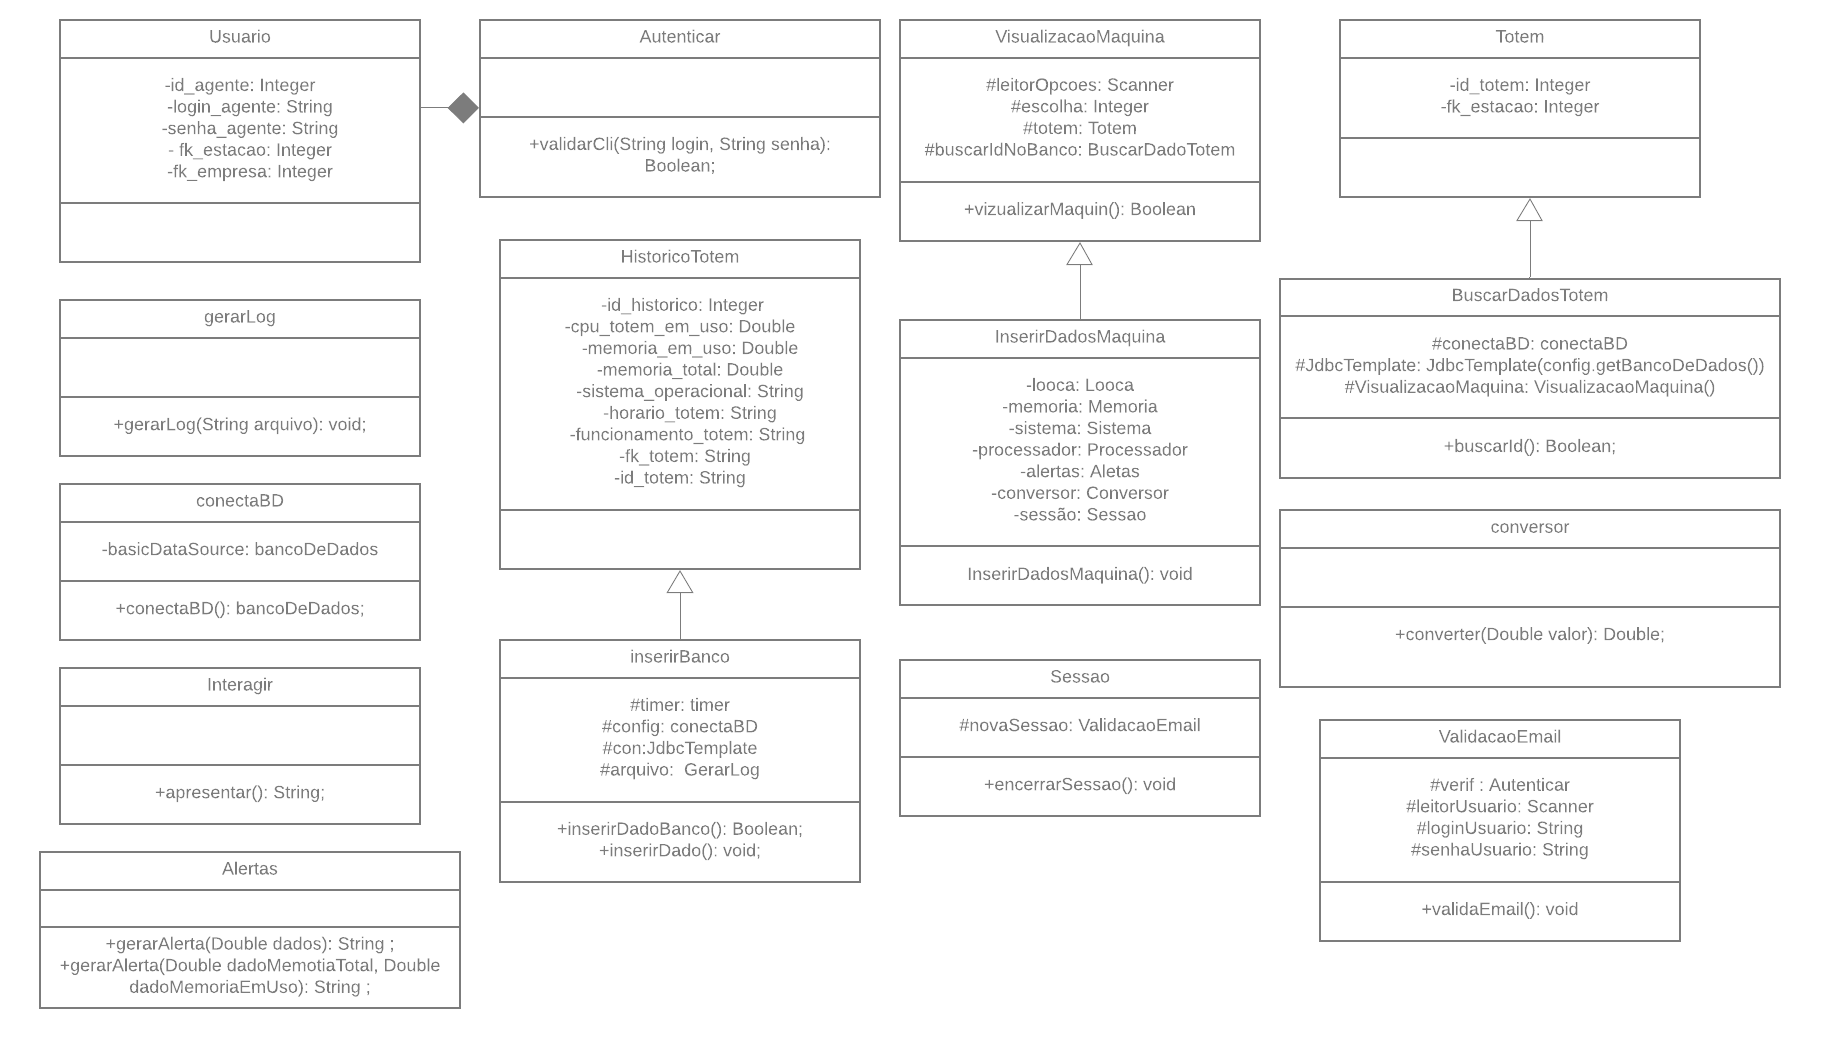 Usuario
-id_agente: Integer
-login_agente: String
-senha_agente: String
- fk_estacao: Integer
-fk_empresa: Integer
gerarLog
+gerarLog(String arquivo): void;
conectaBD
-basicDataSource: bancoDeDados
+conectaBD(): bancoDeDados;
Interagir
+apresentar(): String;
Alertas
+gerarAlerta(Double dados): String ;
+gerarAlerta(Double dadoMemotiaTotal, Double
dadoMemoriaEmUso): String ;
Autenticar
+validarCli(String login, String senha):
Boolean;
HistoricoTotem
-id_historico: Integer
-cpu_totem_em_uso: Double
-memoria_em_uso: Double
-memoria_total: Double
-sistema_operacional: String
-horario_totem: String
-funcionamento_totem: String
-fk_totem: String
-id_totem: String
inserirBanco
#timer: timer
#config: conectaBD
#con:JdbcTemplate
#arquivo:  GerarLog
+inserirDadoBanco(): Boolean;
+inserirDado(): void;
VisualizacaoMaquina
#leitorOpcoes: Scanner
#escolha: Integer
#totem: Totem
#buscarIdNoBanco: BuscarDadoTotem
+vizualizarMaquin(): Boolean
InserirDadosMaquina
-looca: Looca
-memoria: Memoria
-sistema: Sistema
-processador: Processador
-alertas: Aletas
-conversor: Conversor
-sessão: Sessao
InserirDadosMaquina(): void
Sessao
#novaSessao: ValidacaoEmail
+encerrarSessao(): void
Totem
-id_totem: Integer
-fk_estacao: Integer
BuscarDadosTotem
#conectaBD: conectaBD
#JdbcTemplate: JdbcTemplate(config.getBancoDeDados())
#VisualizacaoMaquina: VisualizacaoMaquina()
+buscarId(): Boolean;
conversor
+converter(Double valor): Double;
ValidacaoEmail
#verif : Autenticar
#leitorUsuario: Scanner
#loginUsuario: String
#senhaUsuario: String
+validaEmail(): void